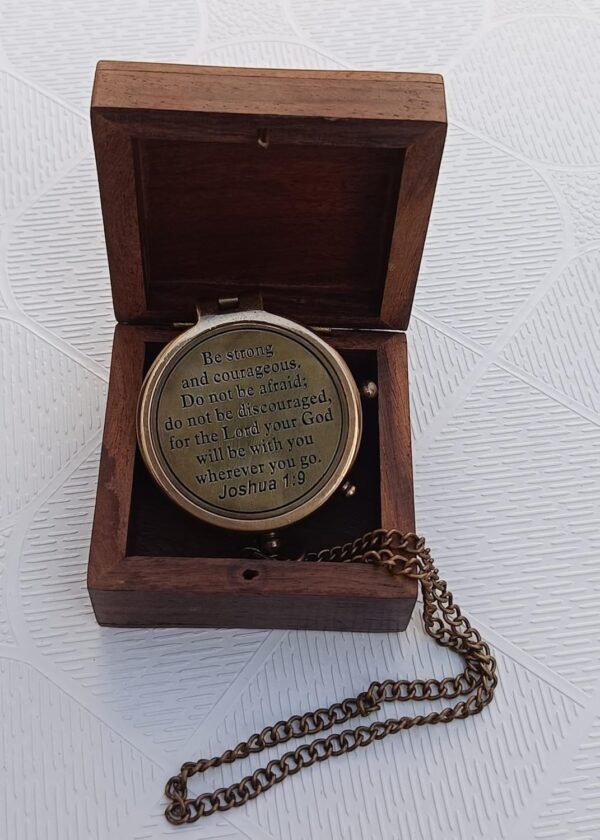 Be strong
and courageous.
Do not be afraid;
do not be discouraged,
for the Lord your God
will be with you
wherever you go.
Joshua 1:9